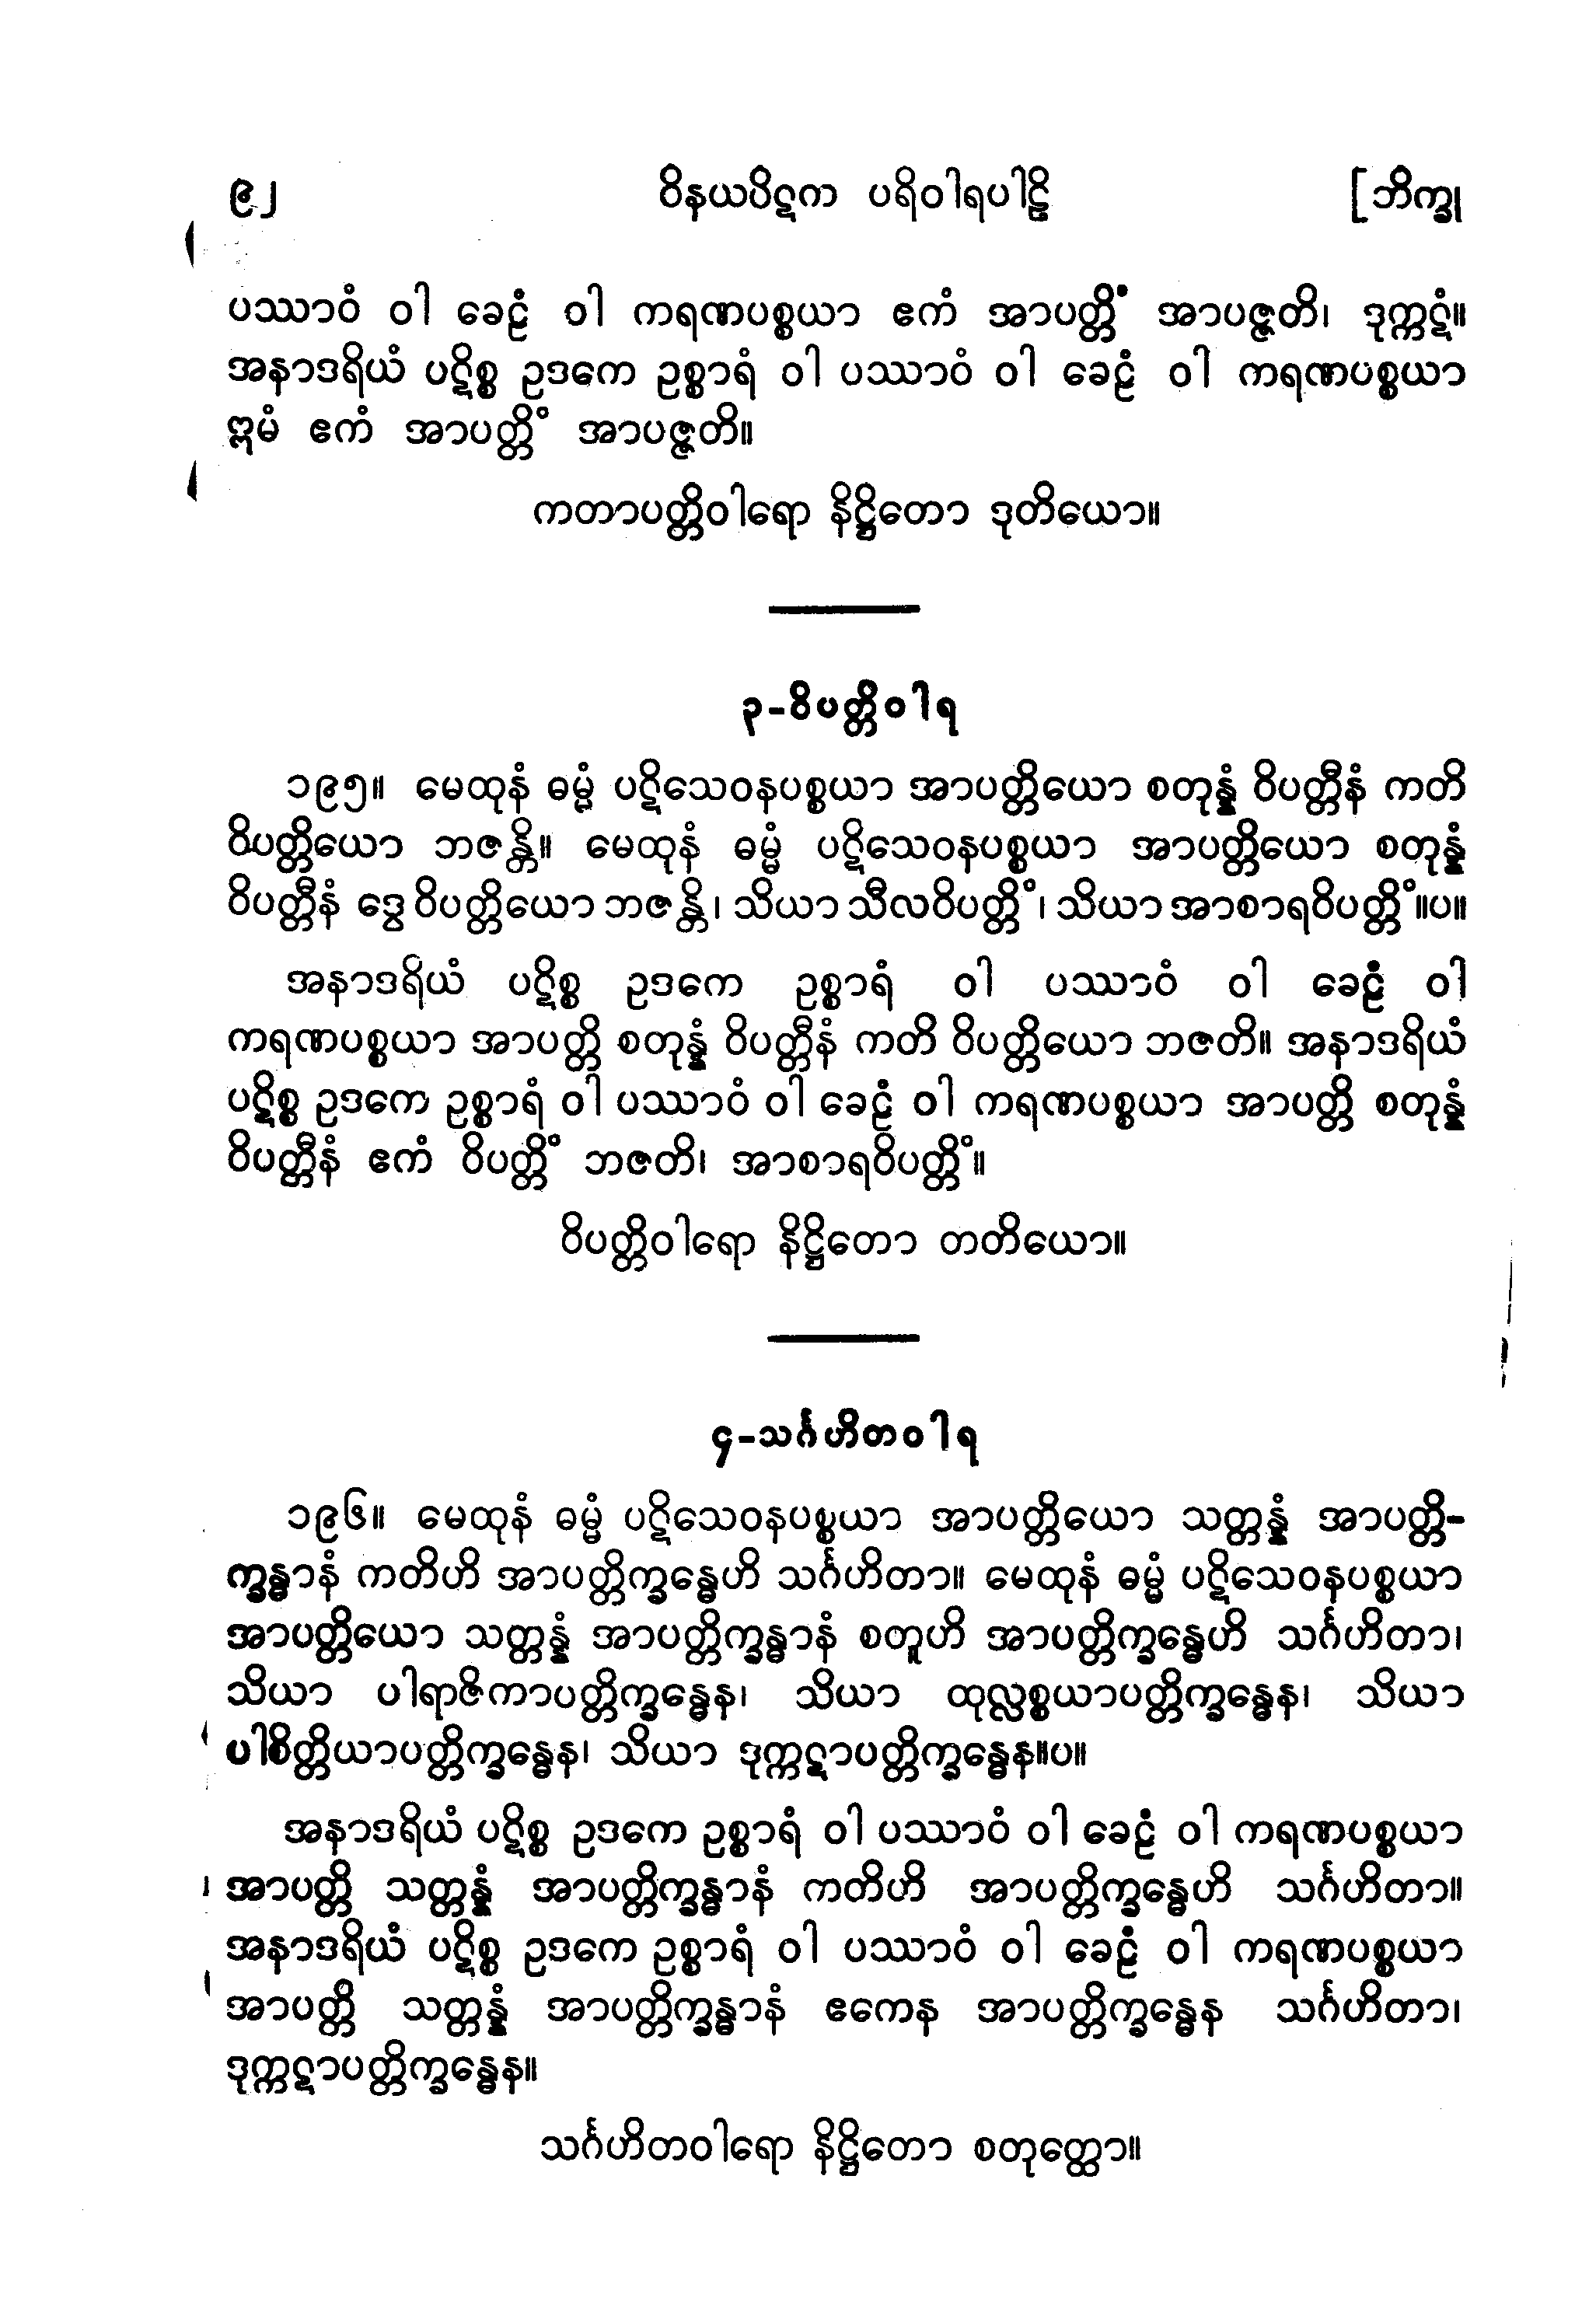 ၉၂ ဝိနယပိဋက ပရိဝါရပါဠိ [ဘိက္ခု
ပဿာဝံ ဝါ ခေဠံ ဝါ ကရဏပစ္စယာ ဧကံ အာပတ္တိံ အာပဇ္ဇတိ၊ ဒုက္ကဋံ။
အနာဒရိယံ ပဋိစ္စ ဥဒကေ ဥစ္စာရံ ဝါ ပဿာဝံ ဝါ ခေဠံ ဝါ ကရဏပစ္စယာ
ဣမံ ဧကံ အာပတ္တိံ အာပဇ္ဇတိ။
ကတာပတ္တိဝါရော နိဋ္ဌိတော ဒုတိယော။
၃-ဝိပတ္တိဝါရ
၁၉၅။ မေထုနံ ဓမ္မံ ပဋိသေဝနပစ္စယာ အာပတ္တိယော စတုန္နံ ဝိပတ္တီနံ ကတိ
ဝိပတ္တိယော ဘဇန္တိ။ မေထုနံ ဓမ္မံ ပဋိသေဝနပစ္စယာ အာပတ္တိယော စတုန္နံ
ဝိပတ္တီနံ ဒွေ ဝိပတ္တိယော ဘဇန္တိ၊ သိယာ သီလဝိပတ္တိံ၊ သိယာ အာစာရဝိပတ္တိံ။ပ။
အနာဒရိယံ ပဋိစ္စ ဥဒကေ ဥစ္စာရံ ဝါ ပဿာဝံ ဝါ ခေဠံ ဝါ
ကရဏပစ္စယာ အာပတ္တိ စတုန္နံ ဝိပတ္တီနံ ကတိ ဝိပတ္တိယော ဘဇတိ။ အနာဒရိယံ
ပဋိစ္စ ဥဒကေ ဥစ္စာရံ ဝါ ပဿာဝံ ဝါ ခေဠံ ဝါ ကရဏပစ္စယာ အာပတ္တိ စတုန္နံ
ဝိပတ္တီနံ ဧကံ ဝိပတ္တိံ ဘဇတိ၊ အာစာရဝိပတ္တိံ။
ဝိပတ္တိဝါရော နိဋ္ဌိတော တတိယော။
၄-သင်္ဂဟိတဝါရ
၁၉၆။ မေထုနံ ဓမ္မံ ပဋိသေဝနပစ္စယာ အာပတ္တိယော သတ္တန္နံ အာပတ္တိ-
က္ခန္ဓာနံ ကတိဟိ အာပတ္တိက္ခန္ဓေဟိ သင်္ဂဟိတာ။ မေထုနံ ဓမ္မံ ပဋိသေဝနပစ္စယာ
အာပတ္တိယော သတ္တန္နံ အာပတ္တိက္ခန္ဓာနံ စတူဟိ အာပတ္တိက္ခန္ဓေဟိ သင်္ဂဟိတာ၊
သိယာ ပါရာဇိကာပတ္တိက္ခန္ဓေန၊ သိယာ ထုလ္လစ္စယာပတ္တိက္ခန္ဓေန၊ သိယာ
ပါစိတ္တိယာပတ္တိက္ခန္ဓေန၊ သိယာ ဒုက္ကဋာပတ္တိက္ခန္ဓေန။ပ။
အနာဒရိယံ ပဋိစ္စ ဥဒကေ ဥစ္စာရံ ဝါ ပဿာဝံ ဝါ ခေဠံ ဝါ ကရဏပစ္စယာ
အာပတ္တိ သတ္တန္နံ အာပတ္တိက္ခန္ဓာနံ ကတိဟိ အာပတ္တိက္ခန္ဓေဟိ သင်္ဂဟိတာ။
အနာဒရိယံ ပဋိစ္စ ဥဒကေ ဥစ္စာရံ ဝါ ပဿာဝံ ဝါ ခေဠံ ဝါ ကရဏပစ္စယာ
အာပတ္တိ သတ္တန္နံ အာပတ္တိက္ခန္ဓာနံ ဧကေန အာပတ္တိက္ခန္ဓေန သင်္ဂဟိတာ၊
ဒုက္ကဋာပတ္တိက္ခန္ဓေန။
သင်္ဂဟိတဝါရော နိဋ္ဌိတော စတုတ္ထော။